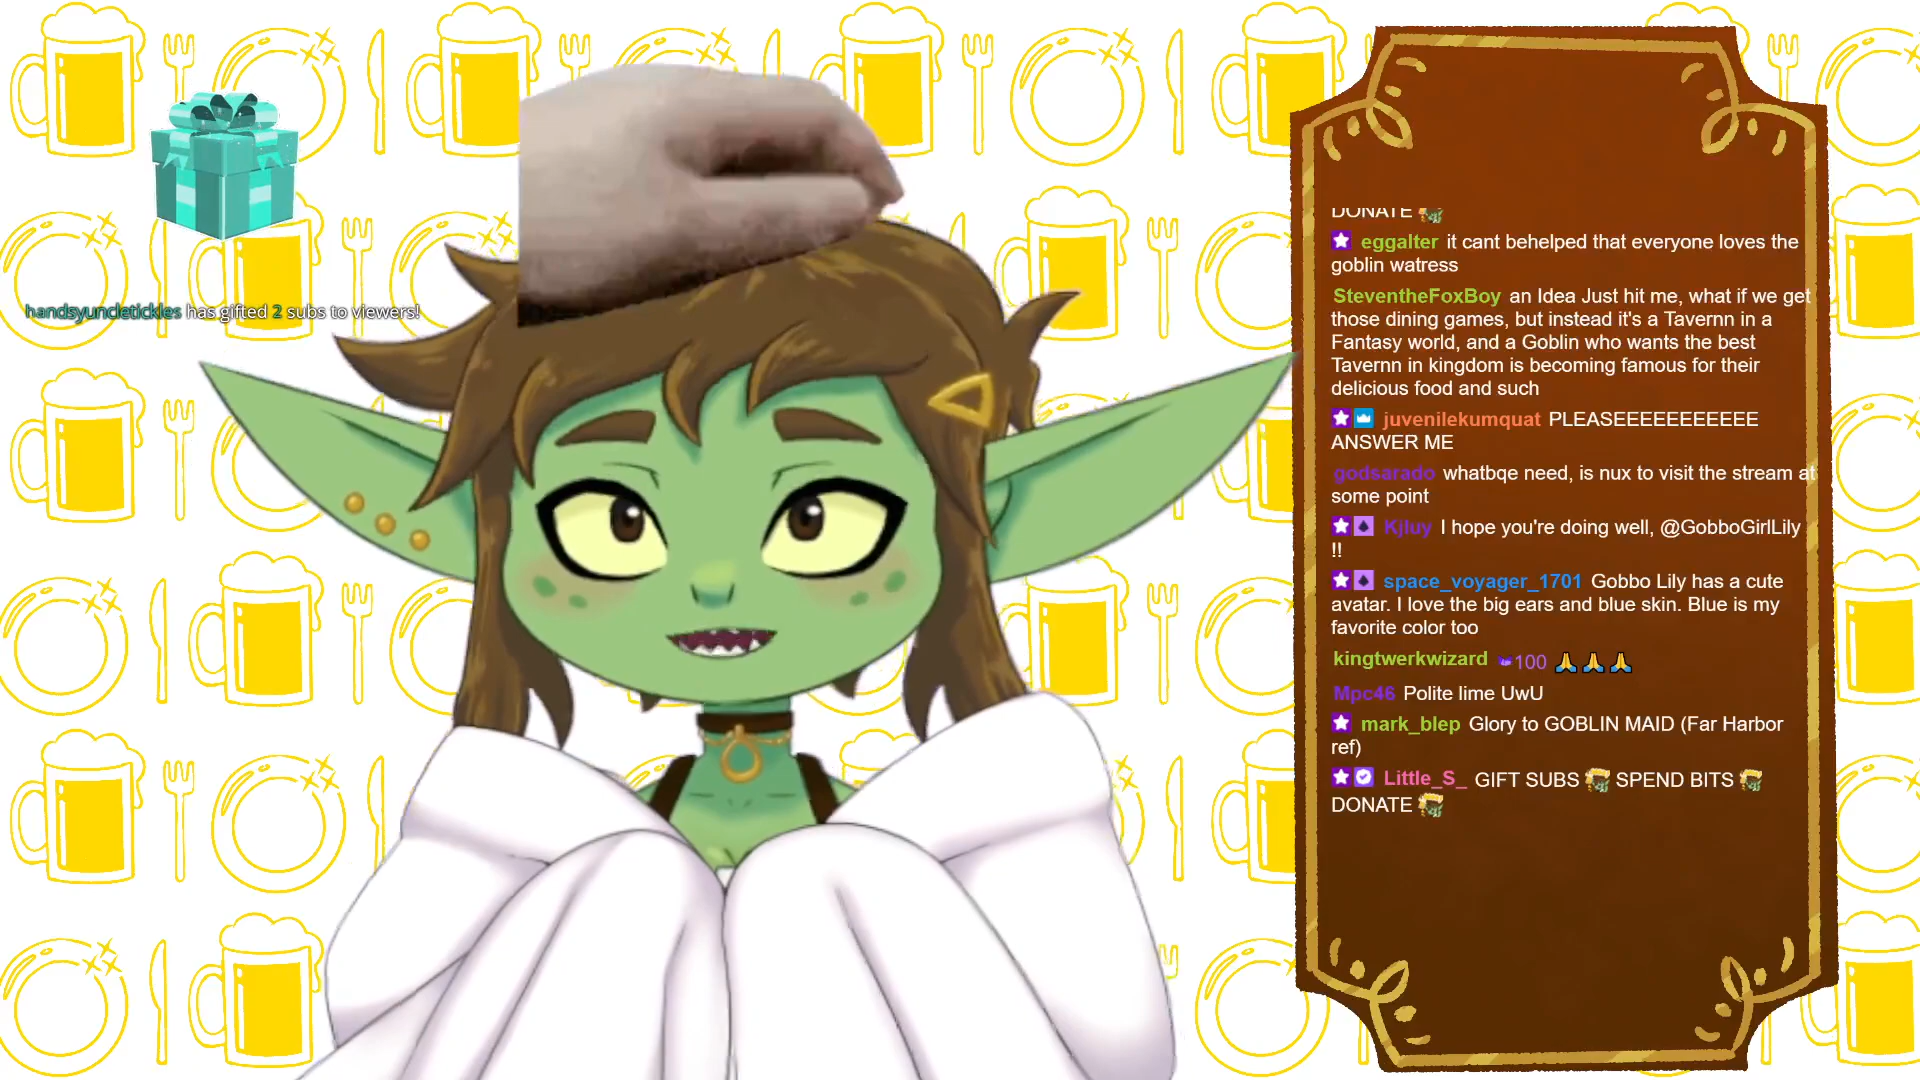 handsyuncletickles has gifted 2 subs to viewers!
DONATE
eggalter it cant behelped that everyone loves the
goblin watress
SteventheFoxBoy an Idea Just hit me, what if we get
those dining games, but instead it's a Tavernn in a
Fantasy world, and a Goblin who wants the best
Tavernn in kingdom is becoming famous for their
delicious food and such
juvenilekumquat PLEASEEEEEEEEEEE
ANSWER ME
godsarado whatbqe need, is nux to visit the stream at
some point
Kjluy I hope you're doing well, @GobboGirlLily
!!
space_voyager_1701 Gobbo Lily has a cute
avatar. I love the big ears and blue skin. Blue is my
favorite color too
kingtwerkwizard 100 🙏🙏🙏
Mpc46 Polite lime UwU
mark_blep Glory to GOBLIN MAID (Far Harbor
ref)
Little_S_ GIFT SUBS SPEND BITS
DONATE